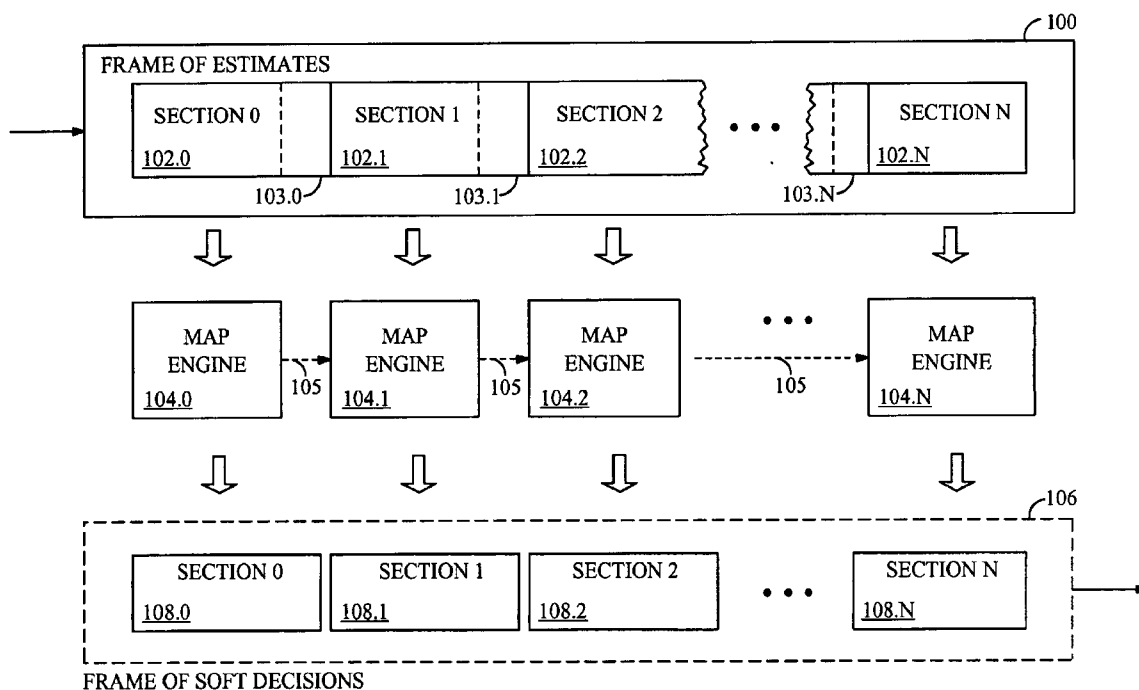 100
FRAME OF ESTIMATES
SECTION 0 SECTION 1 SECTION 2 SECTION N
102.0 102.1 102.2 102.N
103.0 103.1 103.N
MAP ENGINE
104.0
105
MAP ENGINE
104.1
105
MAP ENGINE
104.2
105
MAP ENGINE
104.N
106
SECTION 0 SECTION 1 SECTION 2 SECTION N
108.0 108.1 108.2 108.N
FRAME OF SOFT DECISIONS